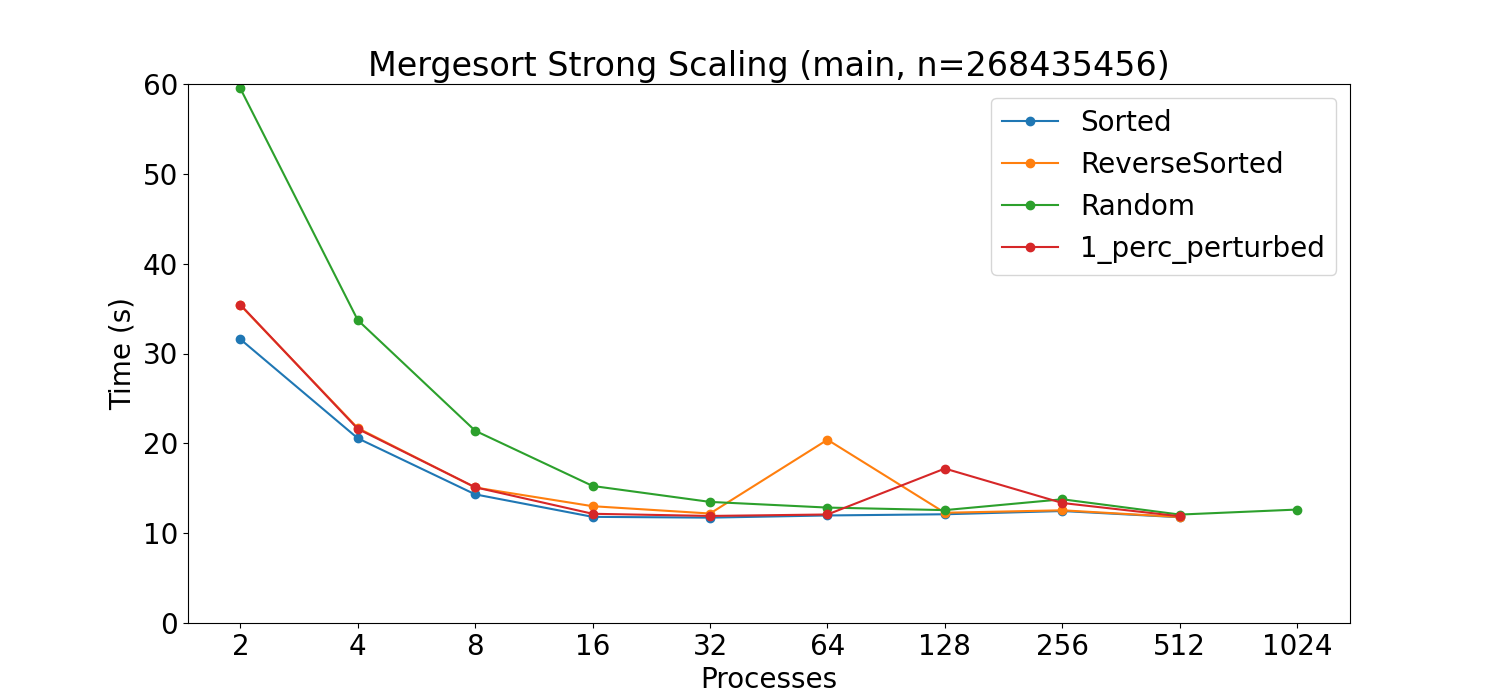 Mergesort Strong Scaling (main, n=268435456)
Sorted
ReverseSorted
Random
1_perc_perturbed
Time (s)
60
50
40
30
20
10
0
2 4 8 16 32 64 128 256 512 1024
Processes